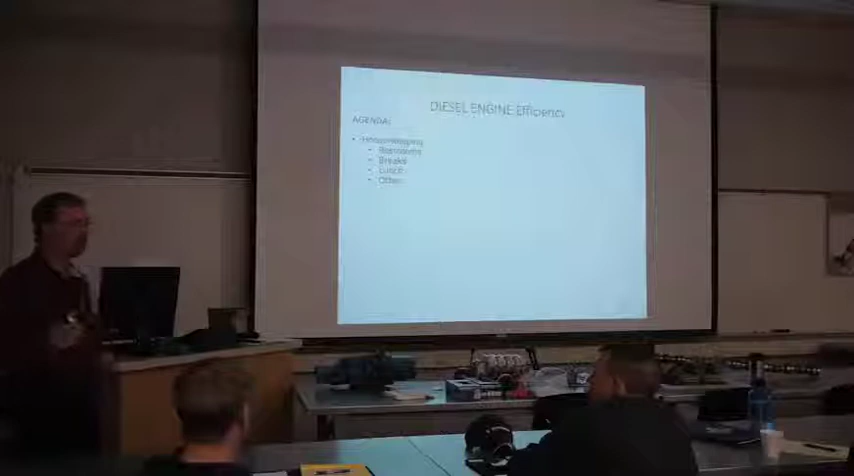 DIESEL ENGINE Efficiency
AGENDA:
• Housekeeping
• Restrooms
• Breaks
• Lunch
• Other